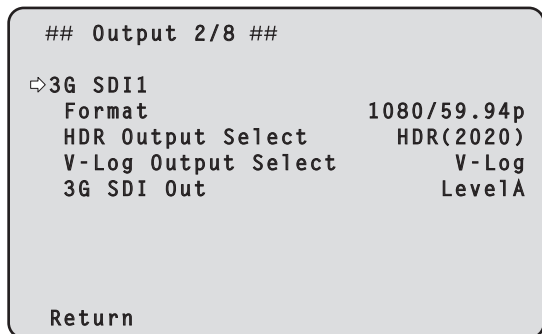 ## Output 2/8 ##
⇨3G SDI1
Format 1080/59.94p
HDR Output Select HDR(2020)
V-Log Output Select V-Log
3G SDI Out LevelA
Return